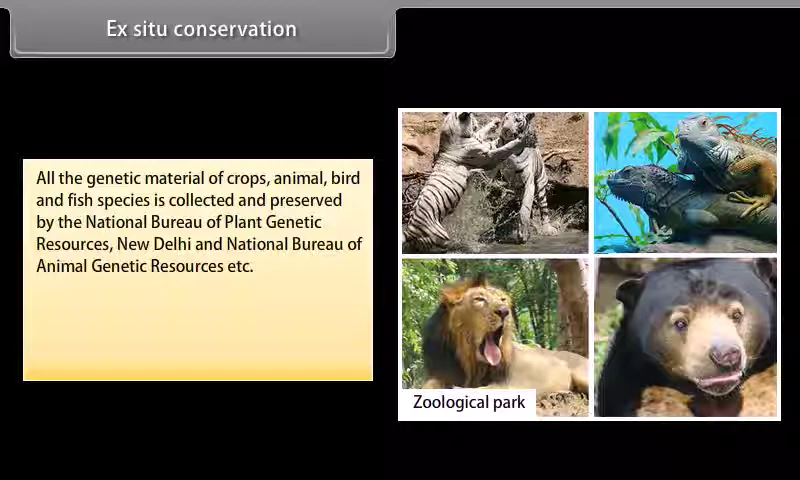 Ex situ conservation
All the genetic material of crops, animal, bird
and fish species is collected and preserved
by the National Bureau of Plant Genetic
Resources, New Delhi and National Bureau of
Animal Genetic Resources etc.
Zoological park